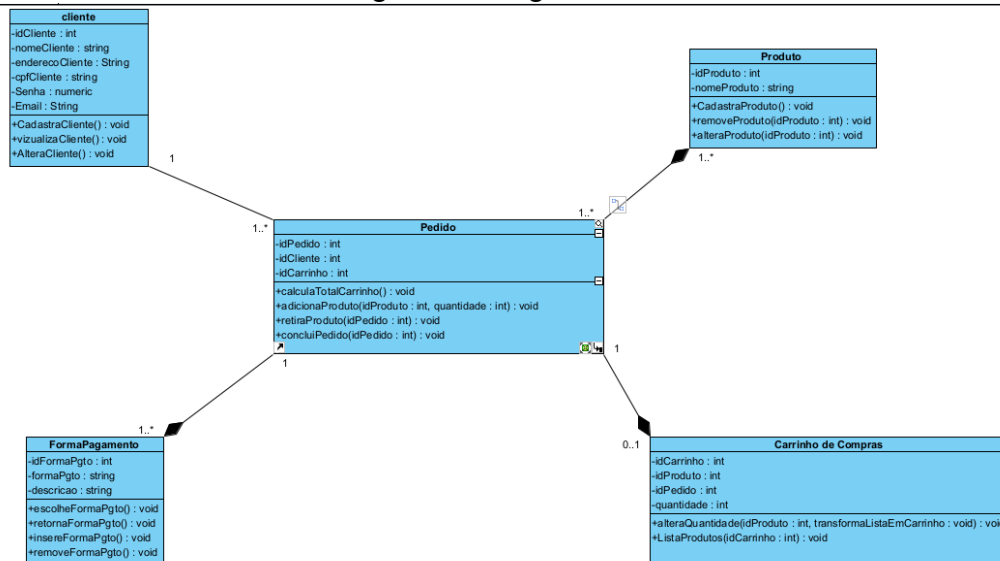 cliente
-idCliente : int
-nomeCliente : string
-enderecoCliente : String
-cpfCliente : string
-Senha : numeric
-Email : String
+CadastraCliente() : void
+vizualizaCliente() : void
+AlteraCliente() : void
Produto
-idProduto : int
-nomeProduto : string
+CadastraProduto() : void
+removeProduto(idProduto : int) : void
+alteraProduto(idProduto : int) : void
1
1..*
1..*
1..*
Pedido
-idPedido : int
-idCliente : int
-idCarrinho : int
+calculaTotalCarrinho() : void
+adicionaProduto(idProduto : int, quantidade : int) : void
+retiraProduto(idPedido : int) : void
+concluiPedido(idPedido : int) : void
1
1
1..*
0..1
FormaPagamento
-idFormaPgto : int
-formaPgto : string
-descricao : string
+escolheFormaPgto() : void
+retornaFormaPgto() : void
+insereFormaPgto() : void
+removeFormaPgto() : void
Carrinho de Compras
-idCarrinho : int
-idProduto : int
-idPedido : int
-quantidade : int
+alteraQuantidade(idProduto : int, transformaListaEmCarrinho : void) : voi
+ListaProdutos(idCarrinho : int) : void